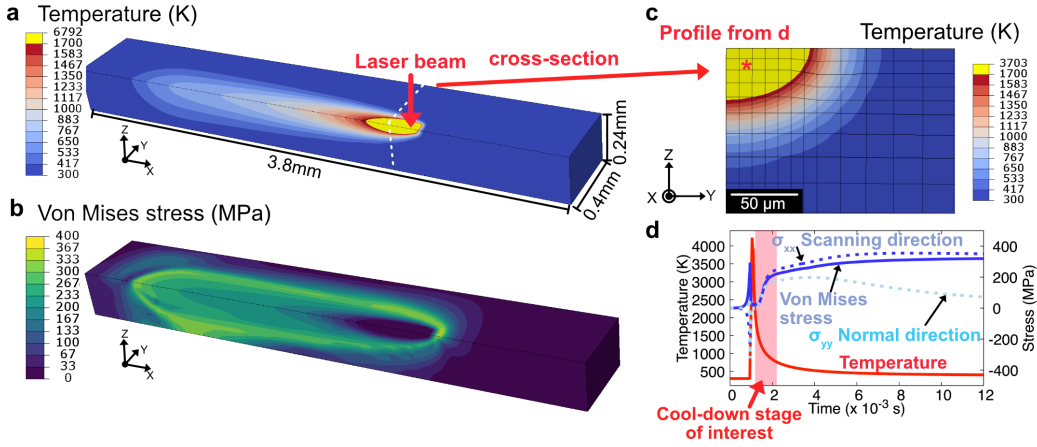 a Temperature (K)
6792
1700
1583
1467
1350
1233
1117
1000
883
767
650
533
417
300
Laser beam
cross-section
Z
Y
X
3.8mm
0.4mm
0.24mm
b Von Mises stress (MPa)
400
367
333
300
267
233
200
167
133
100
67
33
0
Z
Y
X
c
Profile from d
Temperature (K)
*
3703
1700
1583
1467
1350
1233
1117
1000
883
767
650
533
417
300
Z
X
Y
50 µm
d
σxx Scanning direction
Von Mises
stress
σyy Normal direction
Temperature
Temperature (K)
4000
3500
3000
2500
2000
1500
1000
500
Stress (MPa)
400
200
0
-200
-400
0 2 4 6 8 10 12
Time (x 10⁻³ s)
Cool-down stage
of interest